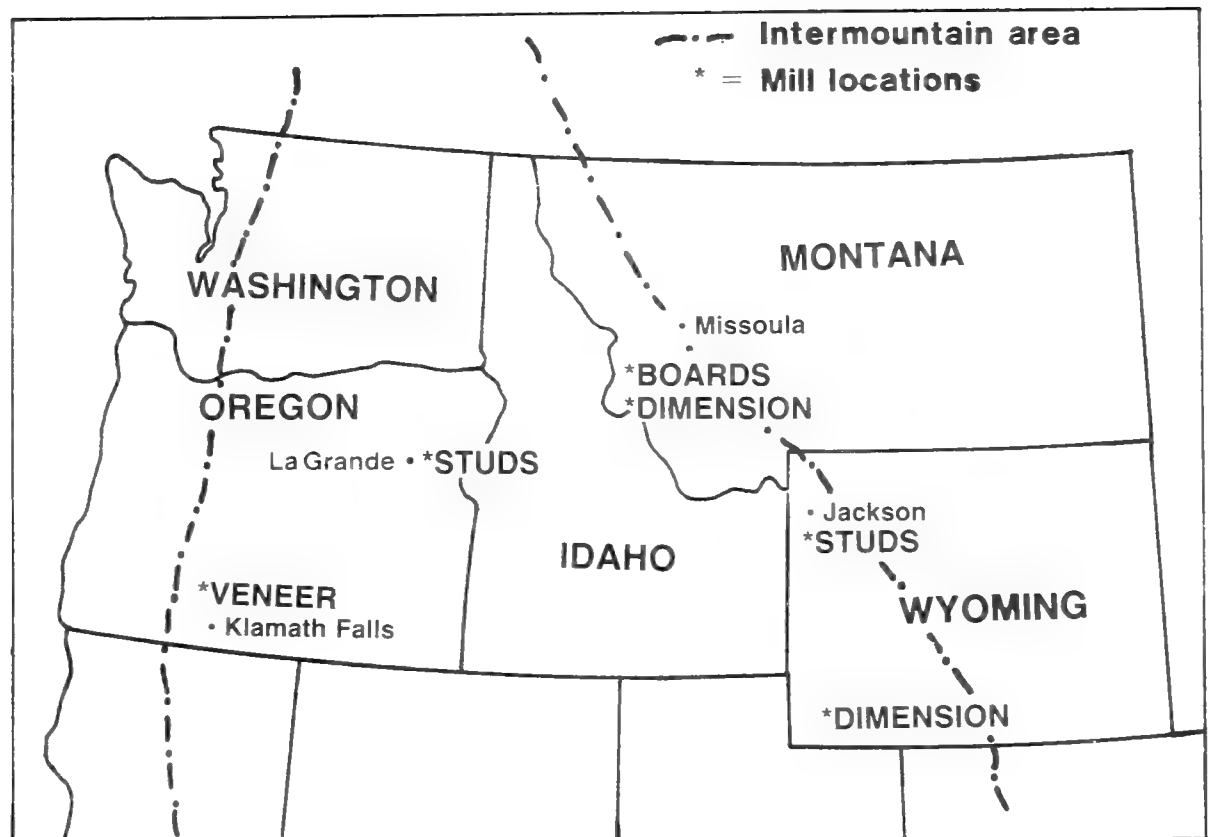 Intermountain area
* = Mill locations
MONTANA
WASHINGTON
• Missoula
*BOARDS
OREGON
*DIMENSION
La Grande • *STUDS
• Jackson
*STUDS
IDAHO
*VENEER
WYOMING
• Klamath Falls
*DIMENSION